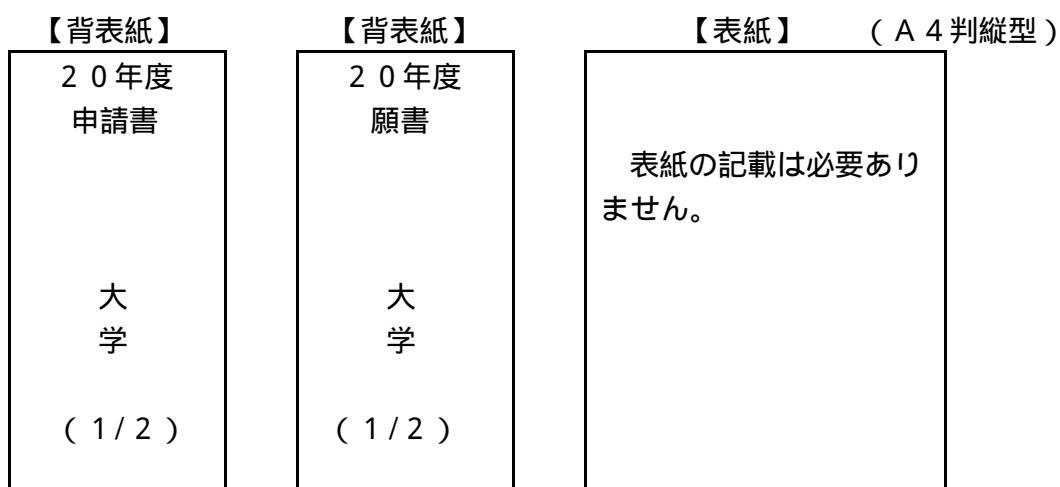 【背表紙】 【背表紙】 【表紙】 (A4判縦型)
20年度
申請書
大
学
(1/2)
20年度
願書
大
学
(1/2)
表紙の記載は必要あり
ません。